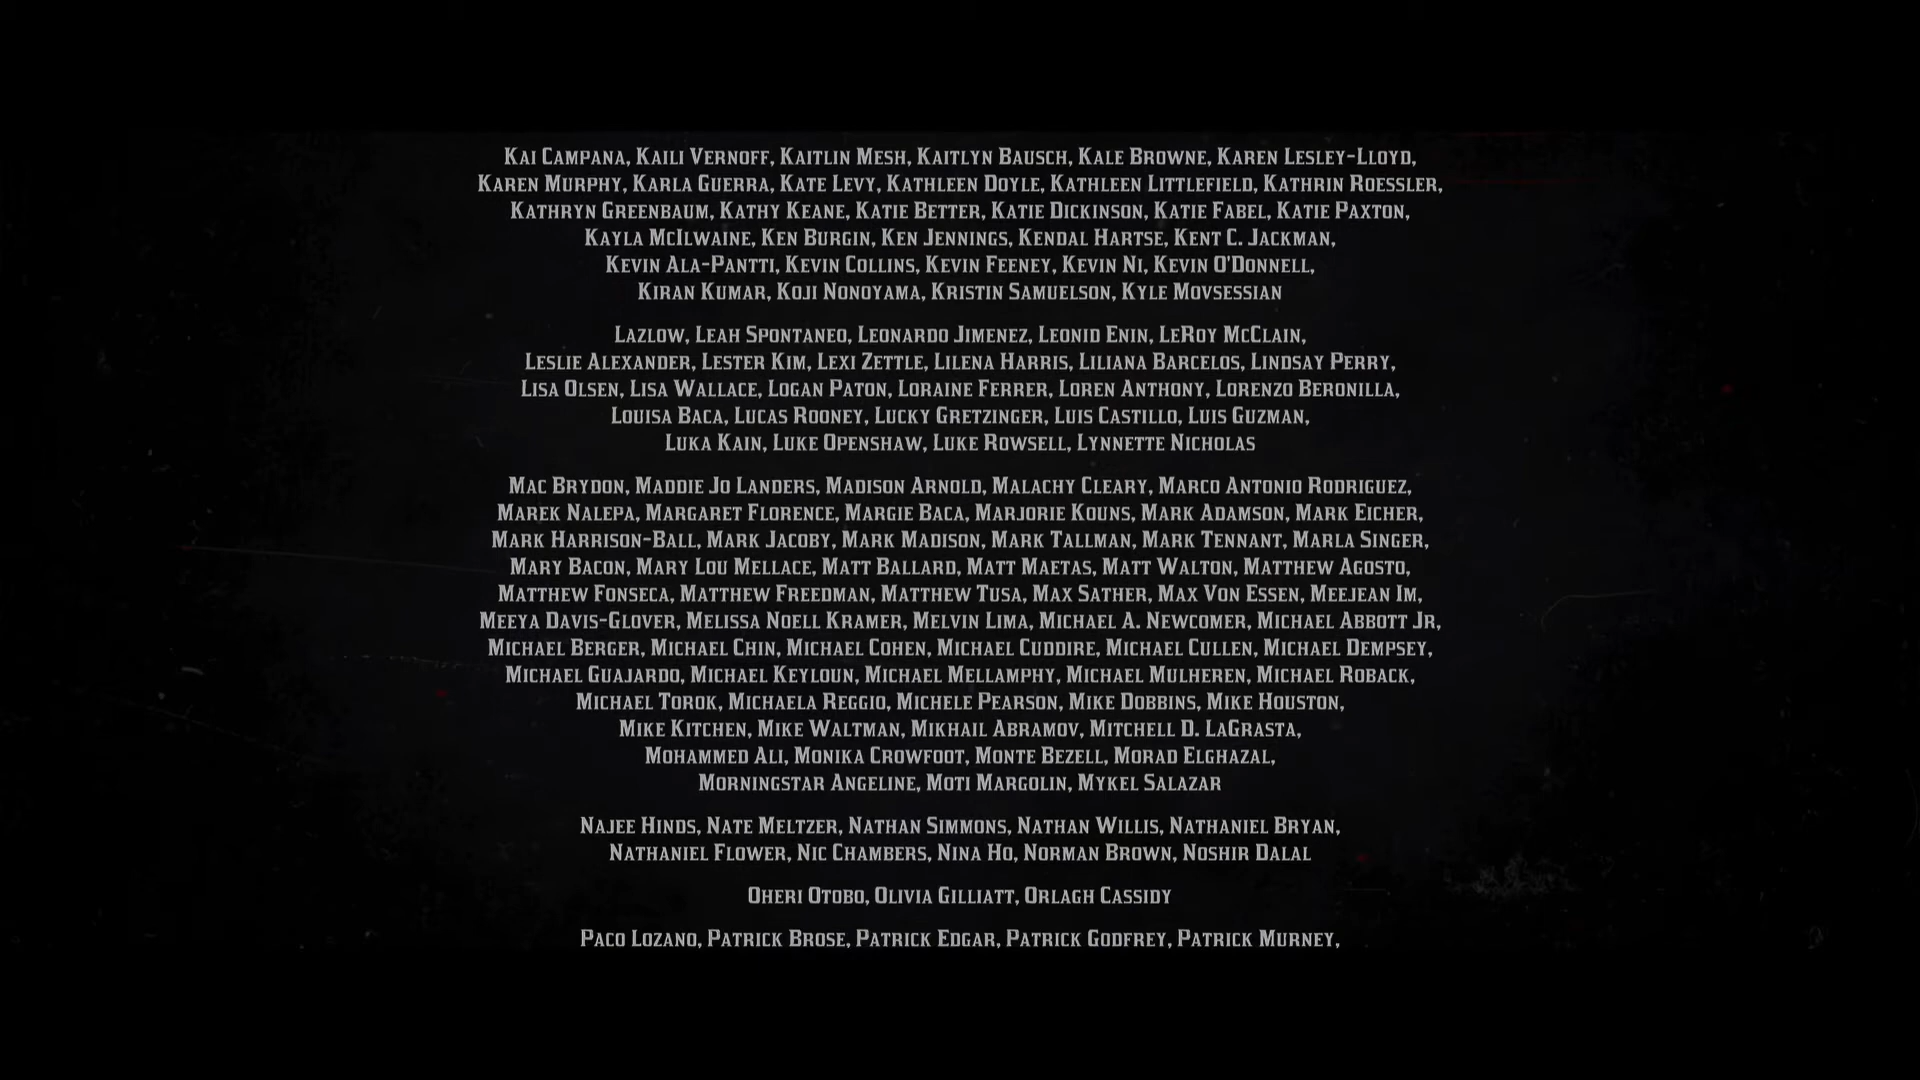 Kai Campana, Kaili Vernoff, Kaitlin Mesh, Kaitlyn Bausch, Kale Browne, Karen Lesley-Lloyd,
Karen Murphy, Karla Guerra, Kate Levy, Kathleen Doyle, Kathleen Littlefield, Kathrin Roessler,
Kathryn Greenbaum, Kathy Keane, Katie Better, Katie Dickinson, Katie Fabel, Katie Paxton,
Kayla McIlwaine, Ken Burgin, Ken Jennings, Kendal Hartse, Kent C. Jackman,
Kevin Ala-Pantti, Kevin Collins, Kevin Feeney, Kevin Ni, Kevin O'Donnell,
Kiran Kumar, Koji Nonoyama, Kristin Samuelson, Kyle Movsessian
Lazlow, Leah Spontaneo, Leonardo Jimenez, Leonid Enin, LeRoy McClain,
Leslie Alexander, Lester Kim, Lexi Zettle, Lilena Harris, Liliana Barcelos, Lindsay Perry,
Lisa Olsen, Lisa Wallace, Logan Paton, Loraine Ferrer, Loren Anthony, Lorenzo Beronilla,
Louisa Baca, Lucas Rooney, Lucky Gretzinger, Luis Castillo, Luis Guzman,
Luka Kain, Luke Openshaw, Luke Rowsell, Lynnette Nicholas
Mac Brydon, Maddie Jo Landers, Madison Arnold, Malachy Cleary, Marco Antonio Rodriguez,
Marek Nalepa, Margaret Florence, Margie Baca, Marjorie Kouns, Mark Adamson, Mark Eicher,
Mark Harrison-Ball, Mark Jacoby, Mark Madison, Mark Tallman, Mark Tennant, Marla Singer,
Mary Bacon, Mary Lou Mellace, Matt Ballard, Matt Maetas, Matt Walton, Matthew Agosto,
Matthew Fonseca, Matthew Freedman, Matthew Tusa, Max Sather, Max Von Essen, Meejean Im,
Meeya Davis-Glover, Melissa Noell Kramer, Melvin Lima, Michael A. Newcomer, Michael Abbott Jr,
Michael Berger, Michael Chin, Michael Cohen, Michael Cuddire, Michael Cullen, Michael Dempsey,
Michael Guajardo, Michael Keyloun, Michael Mellamphy, Michael Mulheren, Michael Roback,
Michael Torok, Michaela Reggio, Michele Pearson, Mike Dobbins, Mike Houston,
Mike Kitchen, Mike Waltman, Mikhail Abramov, Mitchell D. LaGrasta,
Mohammed Ali, Monika Crowfoot, Monte Bezell, Morad Elghazal,
Morningstar Angeline, Moti Margolin, Mykel Salazar
Najee Hinds, Nate Meltzer, Nathan Simmons, Nathan Willis, Nathaniel Bryan,
Nathaniel Flower, Nic Chambers, Nina Ho, Norman Brown, Noshir Dalal
Oheri Otobo, Olivia Gilliatt, Orlagh Cassidy
Paco Lozano, Patrick Brose, Patrick Edgar, Patrick Godfrey, Patrick Murney,